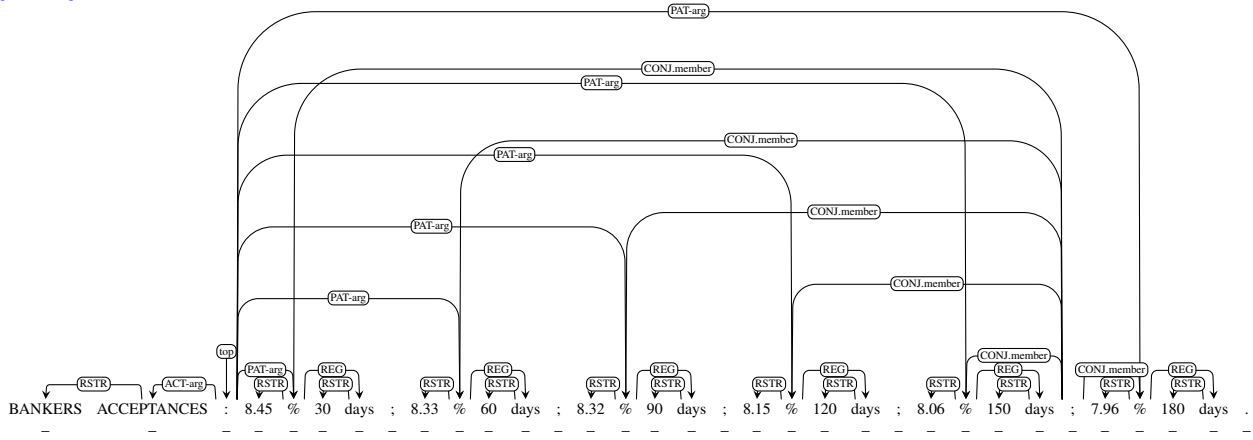 PAT-arg
CONJ.member
PAT-arg
CONJ.member
PAT-arg
CONJ.member
PAT-arg
CONJ.member
PAT-arg
top
CONJ.member
PAT-arg REG REG REG REG REG CONJ.member REG
RSTR ACT-arg RSTR RSTR RSTR RSTR RSTR RSTR RSTR RSTR RSTR RSTR RSTR RSTR
BANKERS ACCEPTANCES : 8.45 % 30 days ; 8.33 % 60 days ; 8.32 % 90 days ; 8.15 % 120 days ; 8.06 % 150 days ; 7.96 % 180 days .
_ _ _ _ _ _ _ _ _ _ _ _ _ _ _ _ _ _ _ _ _ _ _ _ _ _ _ _ _ _ _ _ _